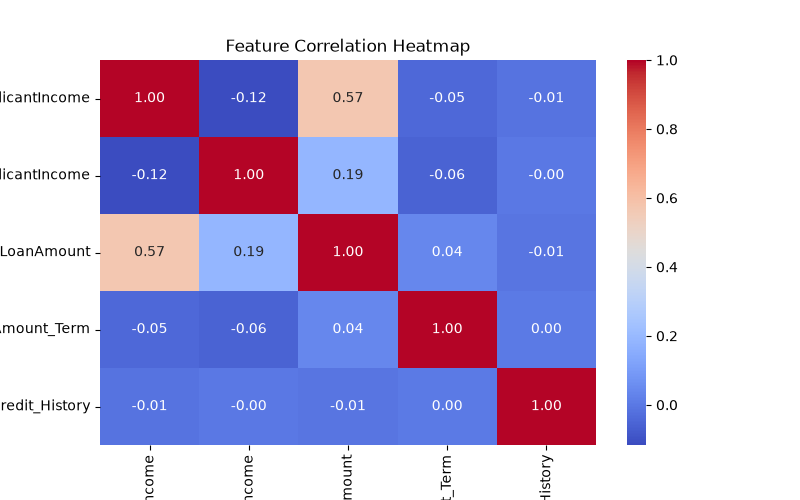 Feature Correlation Heatmap
licantIncome 1.00 -0.12 0.57 -0.05 -0.01
licantIncome -0.12 1.00 0.19 -0.06 -0.00
LoanAmount 0.57 0.19 1.00 0.04 -0.01
Amount_Term -0.05 -0.06 0.04 1.00 0.00
redit_History -0.01 -0.00 -0.01 0.00 1.00
ncome
ncome
mount
t_Term
History
1.0
0.8
0.6
0.4
0.2
0.0